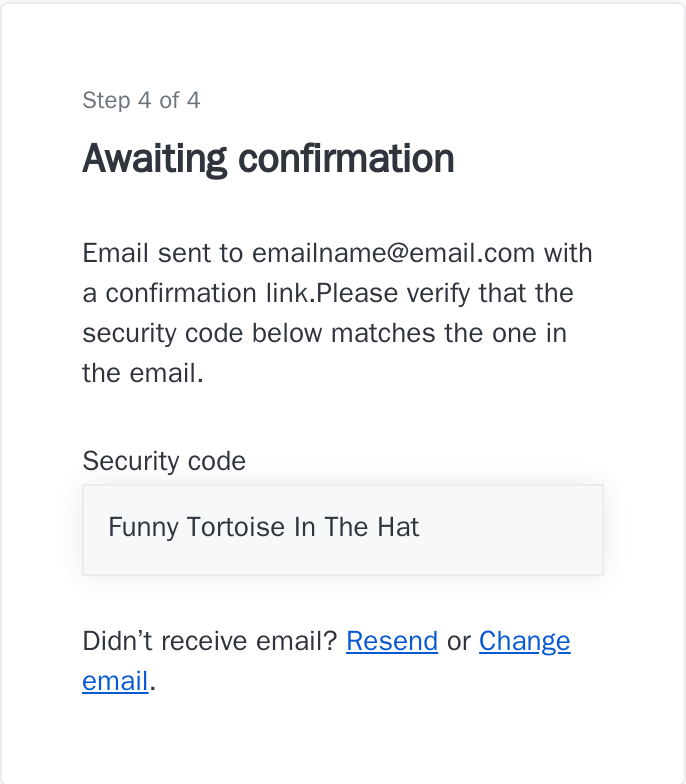 Step 4 of 4
Awaiting confirmation
Email sent to emailname@email.com with
a confirmation link.Please verify that the
security code below matches the one in
the email.
Security code
Funny Tortoise In The Hat
Didn’t receive email? Resend or Change
email.